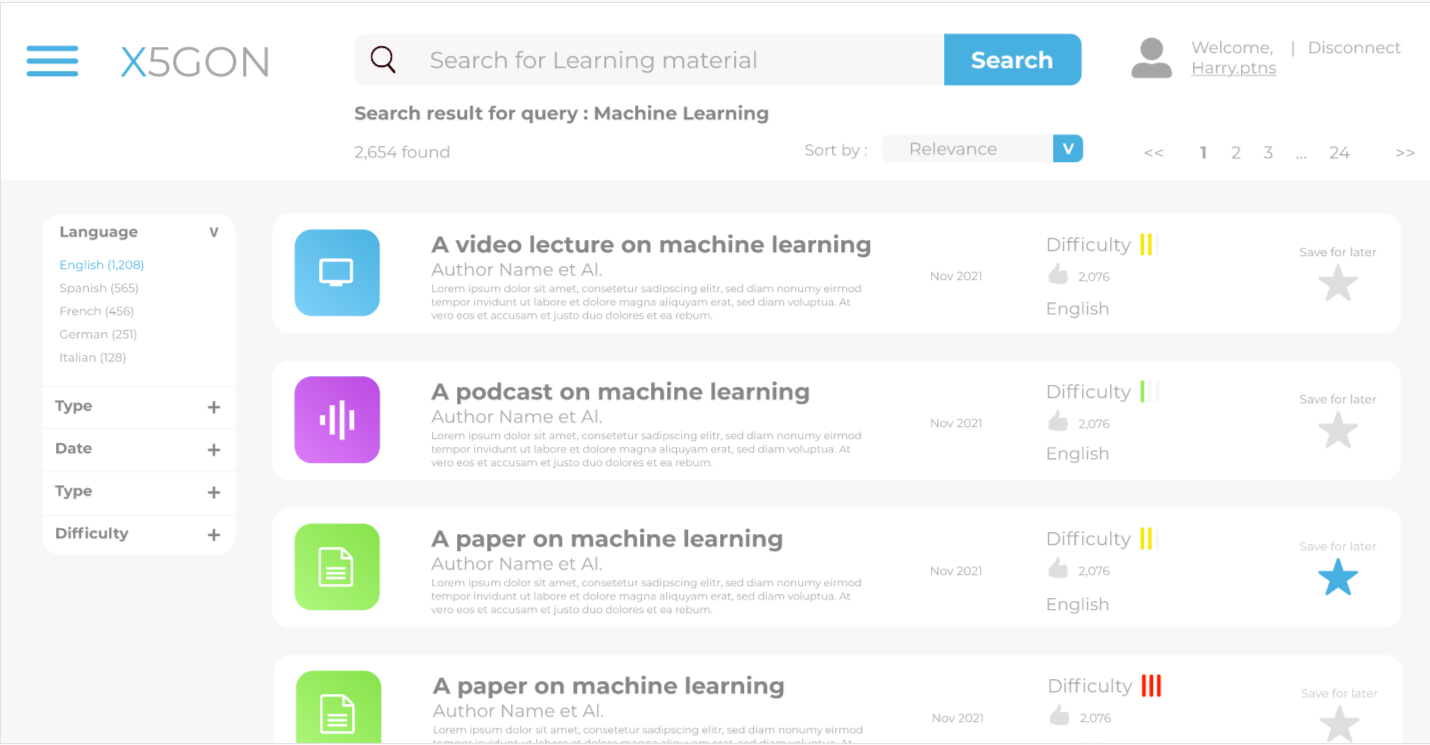 X5GON
Search for Learning material
Search
Welcome, | Disconnect
Harry.ptns
Search result for query : Machine Learning
2,654 found
Sort by :
Relevance
V
<< 1 2 3 ... 24 >>
Language V
English (1,208)
Spanish (565)
French (456)
German (251)
Italian (128)
Type +
Date +
Type +
Difficulty +
A video lecture on machine learning
Author Name et Al.
Lorem ipsum dolor sit amet, consetetur sadipscing elitr, sed diam nonumy eirmod
tempor invidunt ut labore et dolore magna aliquyam erat, sed diam voluptua. At
vero eos et accusam et justo duo dolores et ea rebum.
Nov 2021
Difficulty
2,076
English
Save for later
A podcast on machine learning
Author Name et Al.
Lorem ipsum dolor sit amet, consetetur sadipscing elitr, sed diam nonumy eirmod
tempor invidunt ut labore et dolore magna aliquyam erat, sed diam voluptua. At
vero eos et accusam et justo duo dolores et ea rebum.
Nov 2021
Difficulty
2,076
English
Save for later
A paper on machine learning
Author Name et Al.
Lorem ipsum dolor sit amet, consetetur sadipscing elitr, sed diam nonumy eirmod
tempor invidunt ut labore et dolore magna aliquyam erat, sed diam voluptua. At
vero eos et accusam et justo duo dolores et ea rebum.
Nov 2021
Difficulty
2,076
English
Save for later
A paper on machine learning
Author Name et Al.
Lorem ipsum dolor sit amet, consetetur sadipscing elitr, sed diam nonumy eirmod
tempor invidunt ut labore et dolore magna aliquyam erat, sed diam voluptua. At
Nov 2021
Difficulty
2,076
Save for later